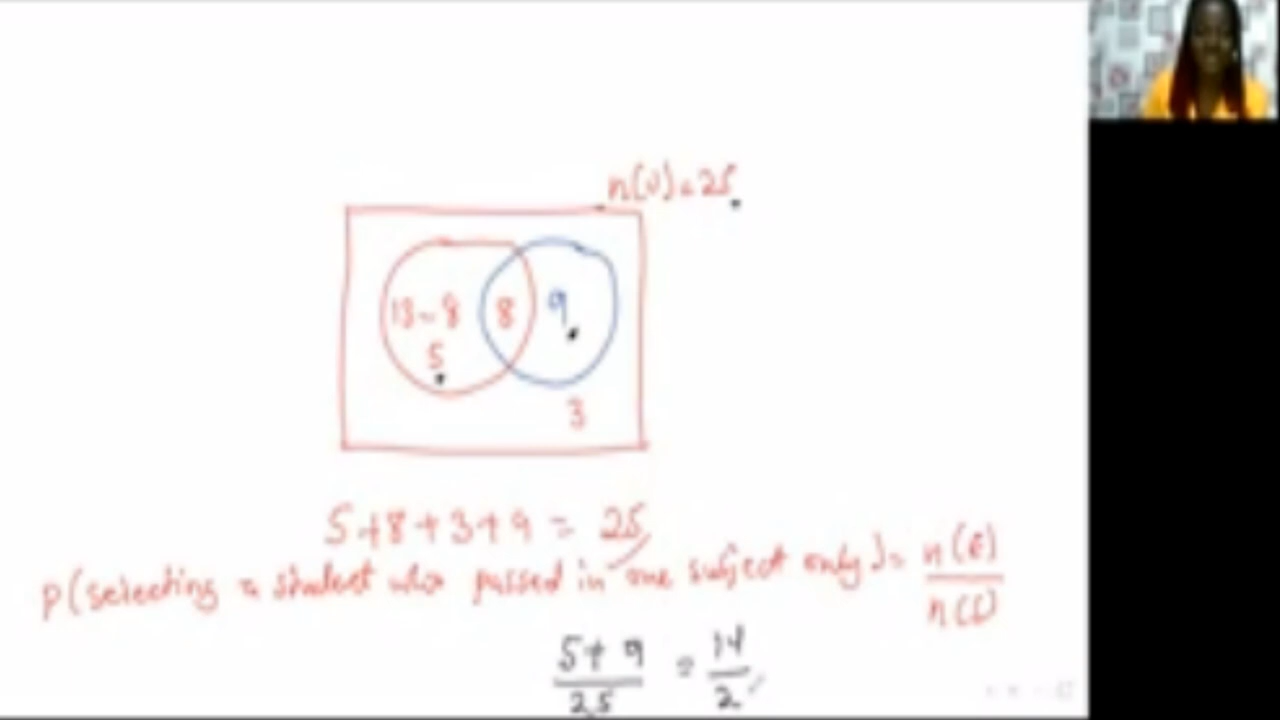 n(U) = 25
13 - 8
8
9
5
3
5 + 8 + 3 + 9 = 25
P(selecting a student who passed in one subject only) = n(E)
n(
5 + 9 = 14
25 2